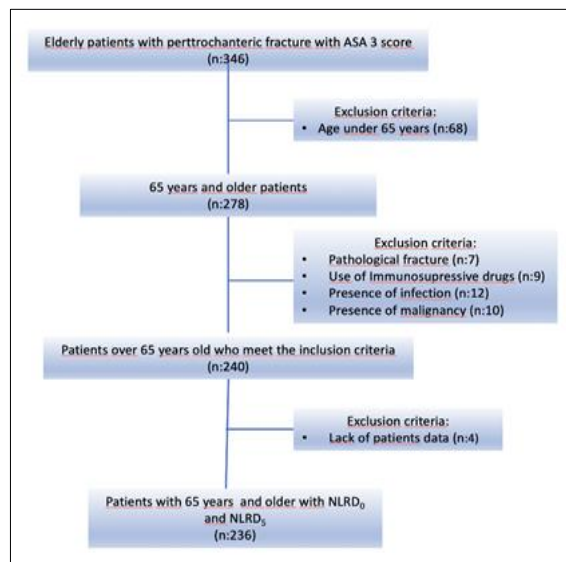 Elderly patients with perttrochanteric fracture with ASA 3 score
(n:346)
Exclusion criteria:
• Age under 65 years (n:68)
65 years and older patients
(n:278)
Exclusion criteria:
• Pathological fracture (n:7)
• Use of Immunosupressive drugs (n:9)
• Presence of infection (n:12)
• Presence of malignancy (n:10)
Patients over 65 years old who meet the inclusion criteria
(n:240)
Exclusion criteria:
• Lack of patients data (n:4)
Patients with 65 years and older with NLRD₀
and NLRD₅
(n:236)